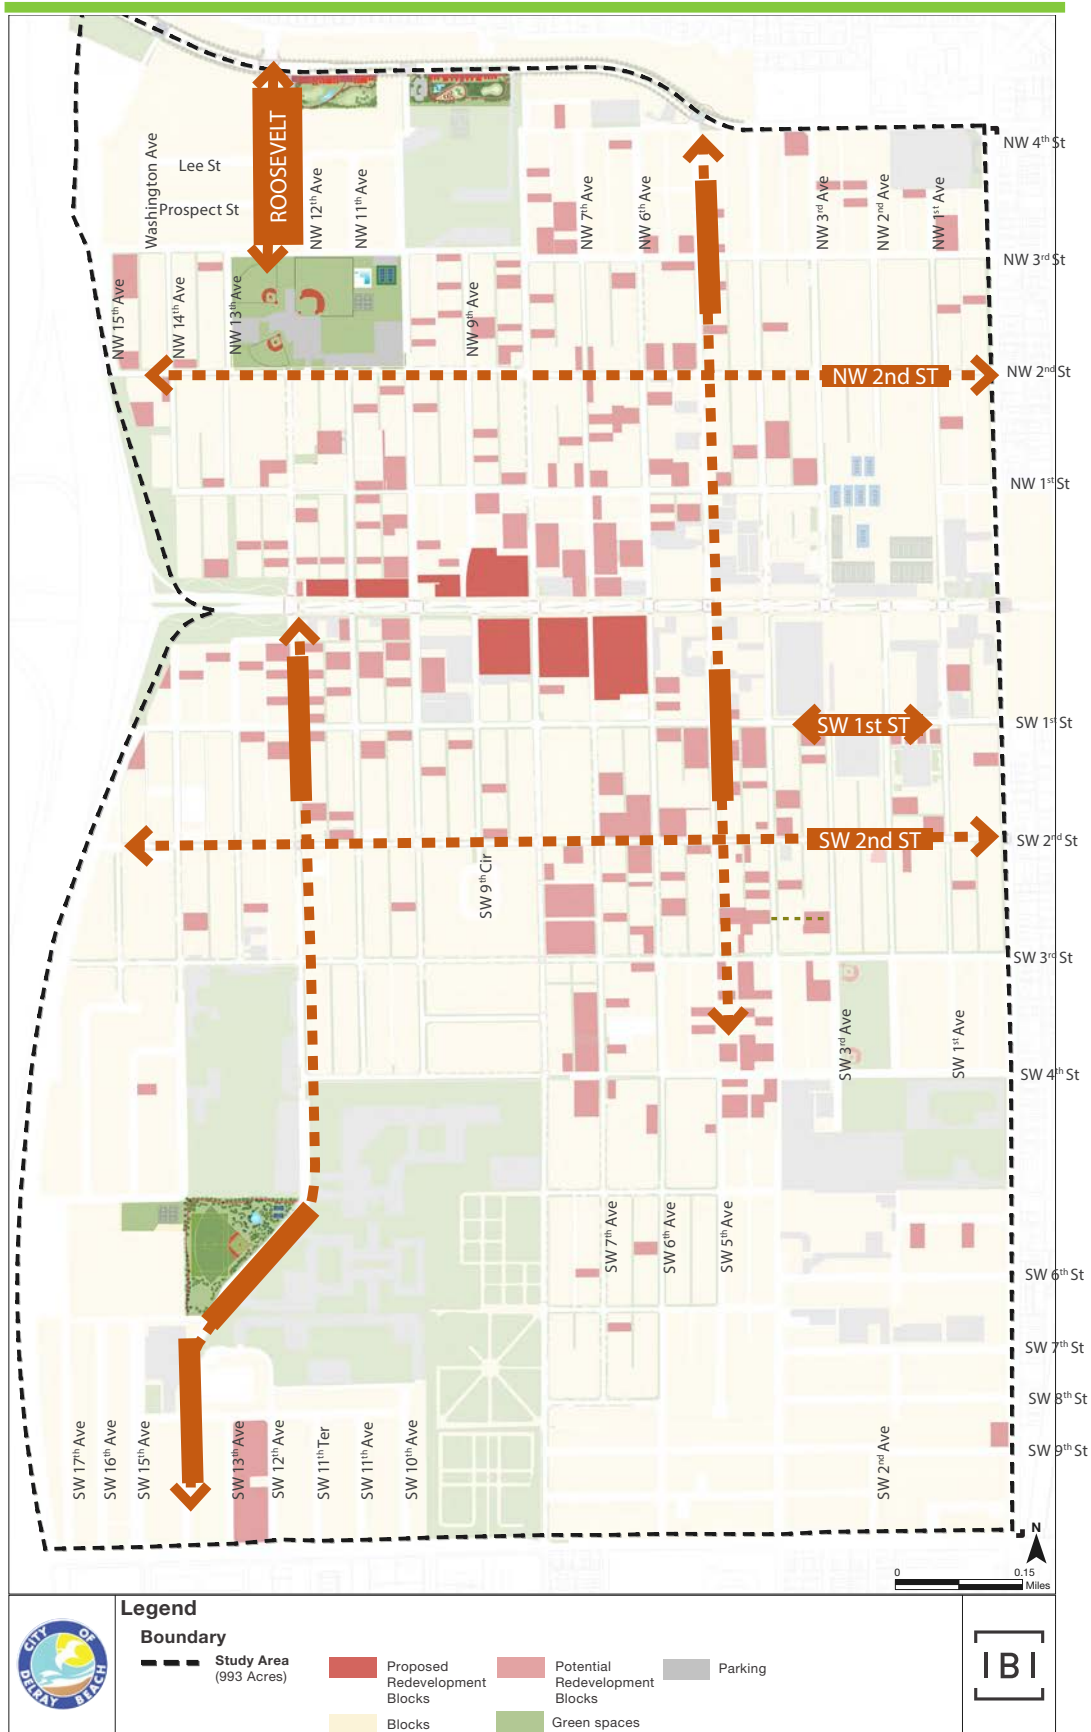 NW 4th St
Washington Ave
Lee St
ROOSEVELT
Prospect St
NW 12th Ave
NW 11th Ave
NW 7th Ave
NW 6th Ave
NW 3rd Ave
NW 2nd Ave
NW 1st Ave
NW 3rd St
NW 15th Ave
NW 14th Ave
NW 13th Ave
NW 9th Ave
NW 2nd ST
NW 2nd St
NW 1st St
SW 1st ST
SW 1st St
SW 2nd ST
SW 2nd St
SW 9th Cir
SW 3rd St
SW 3rd Ave
SW 1st Ave
SW 4th St
SW 7th Ave
SW 6th Ave
SW 5th Ave
SW 6th St
SW 7th St
SW 8th St
SW 17th Ave
SW 16th Ave
SW 15th Ave
SW 13th Ave
SW 12th Ave
SW 11th Ter
SW 11th Ave
SW 10th Ave
SW 2nd Ave
SW 9th St
N
0 0.15
Miles
Legend
Boundary
Study Area
(993 Acres)
Proposed
Redevelopment
Blocks
Potential
Redevelopment
Blocks
Parking
Blocks
Green spaces
CITY OF
DELRAY BEACH
IBI